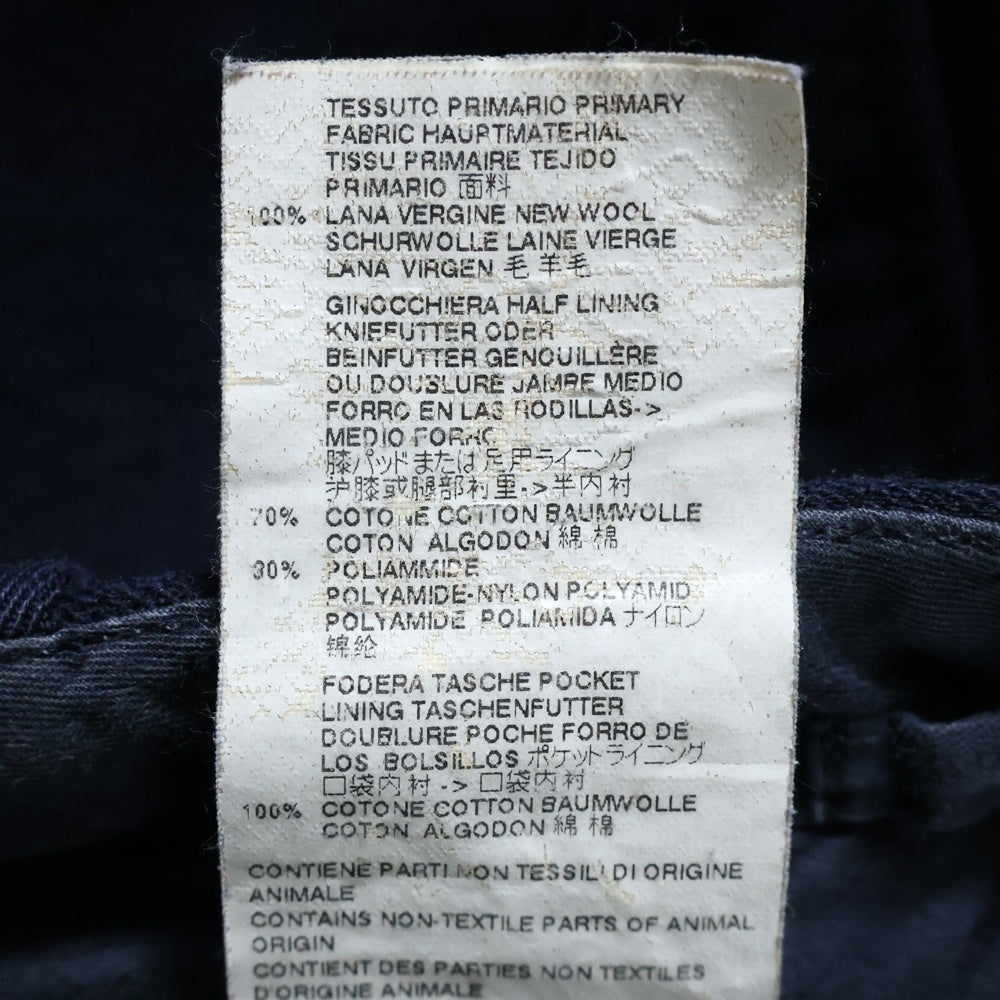 TESSUTO PRIMARIO PRIMARY
FABRIC HAUPTMATERIAL
TISSU PRIMAIRE TEJIDO
PRIMARIO 面料
100% LANA VERGINE NEW WOOL
SCHURWOLLE LAINE VIERGE
LANA VIRGEN 毛 羊毛
GINOCCHIERA HALF LINING
KNIEFUTTER ODER
BEINFUTTER GENOUILLÈRE
OU DOUBLURE JAMBE MEDIO
FORRO EN LAS RODILLAS->
MEDIO FORRO
膝パッドまたは足用ライニング
护膝或腿部衬里->半内衬
70% COTONE COTTON BAUMWOLLE
COTON ALGODON 綿 棉
30% POLIAMMIDE
POLYAMIDE-NYLON POLYAMID
POLYAMIDE POLIAMIDA ナイロン
锦纶
FODERA TASCHE POCKET
LINING TASCHENFUTTER
DOUBLURE POCHE FORRO DE
LOS BOLSILLOS ポケットライニング
口袋内衬 -> 口袋内衬
100% COTONE COTTON BAUMWOLLE
COTON ALGODON 綿 棉
CONTIENE PARTI NON TESSILI DI ORIGINE
ANIMALE
CONTAINS NON-TEXTILE PARTS OF ANIMAL
ORIGIN
CONTIENT DES PARTIES NON TEXTILES
D'ORIGINE ANIMALE